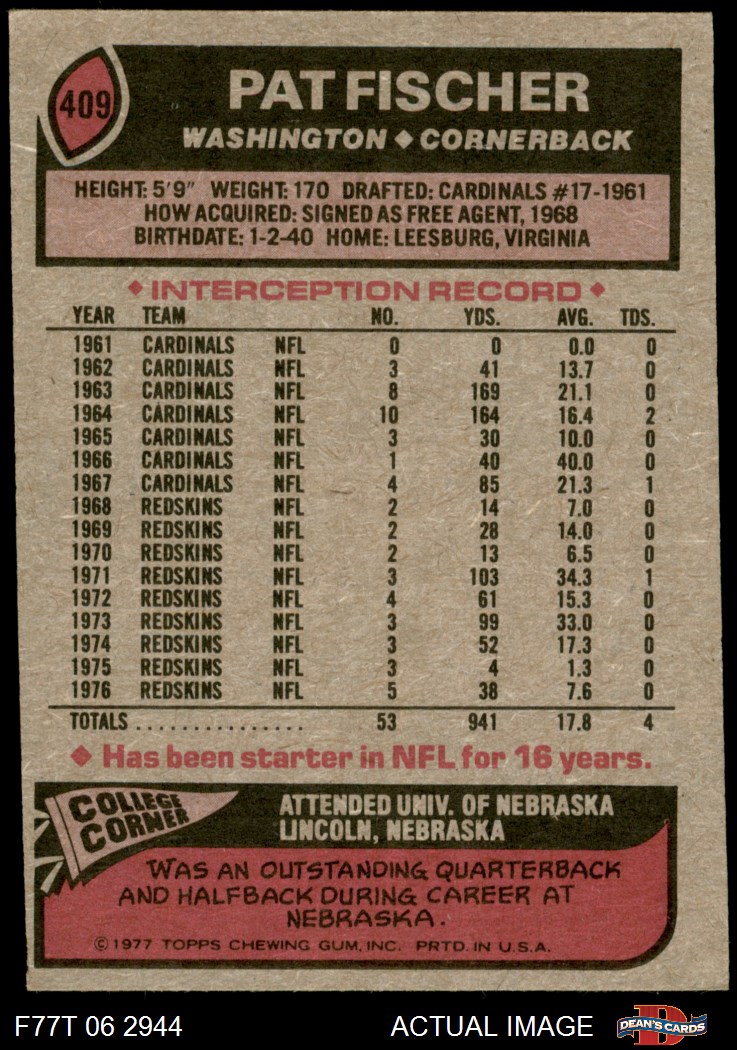 409
PAT FISCHER
WASHINGTON ◆ CORNERBACK
HEIGHT: 5'9" WEIGHT: 170 DRAFTED: CARDINALS #17-1961
HOW ACQUIRED: SIGNED AS FREE AGENT, 1968
BIRTHDATE: 1-2-40 HOME: LEESBURG, VIRGINIA
◆ INTERCEPTION RECORD ◆
YEAR TEAM NO. YDS. AVG. TDS.
1961 CARDINALS NFL 0 0 0.0 0
1962 CARDINALS NFL 3 41 13.7 0
1963 CARDINALS NFL 8 169 21.1 0
1964 CARDINALS NFL 10 164 16.4 2
1965 CARDINALS NFL 3 30 10.0 0
1966 CARDINALS NFL 1 40 40.0 0
1967 CARDINALS NFL 4 85 21.3 1
1968 REDSKINS NFL 2 14 7.0 0
1969 REDSKINS NFL 2 28 14.0 0
1970 REDSKINS NFL 2 13 6.5 0
1971 REDSKINS NFL 3 103 34.3 1
1972 REDSKINS NFL 4 61 15.3 0
1973 REDSKINS NFL 3 99 33.0 0
1974 REDSKINS NFL 3 52 17.3 0
1975 REDSKINS NFL 3 4 1.3 0
1976 REDSKINS NFL 5 38 7.6 0
TOTALS ................ 53 941 17.8 4
◆ Has been starter in NFL for 16 years.
COLLEGE CORNER
ATTENDED UNIV. OF NEBRASKA
LINCOLN, NEBRASKA
WAS AN OUTSTANDING QUARTERBACK
AND HALFBACK DURING CAREER AT
NEBRASKA.
© 1977 TOPPS CHEWING GUM, INC. PRTD. IN U.S.A.
F77T 06 2944 ACTUAL IMAGE D DEAN'S CARDS